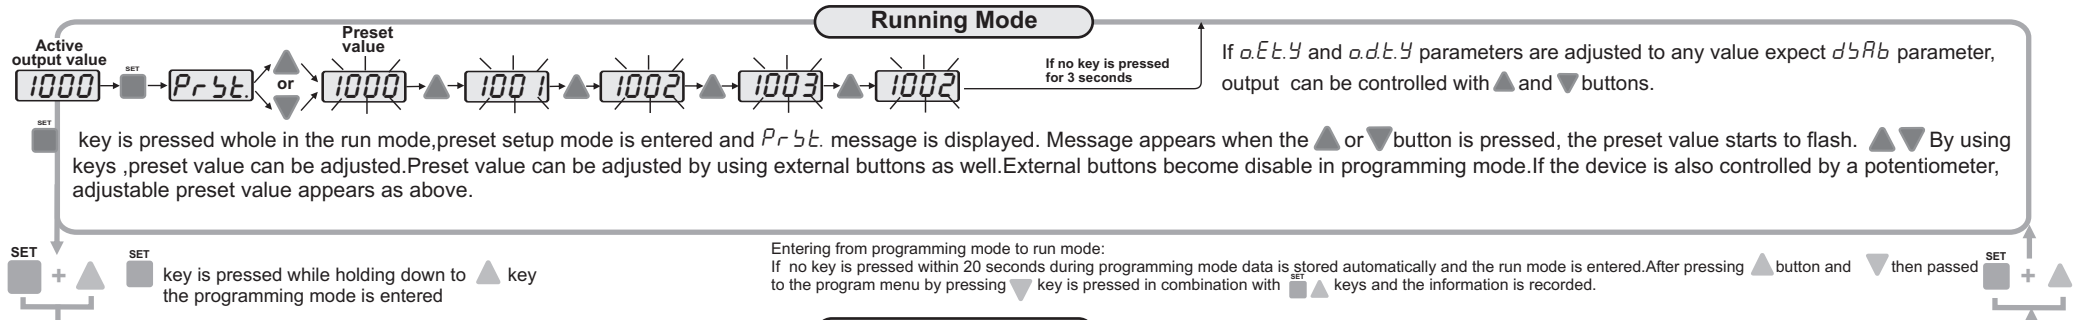 Running Mode
Active
output value
Preset
value
1000
SET
PrSt.
or
1000
1001
1002
1003
1002
If no key is pressed
for 3 seconds
If o.Et.Y and o.d.t.Y parameters are adjusted to any value expect dSAb parameter,
output can be controlled with ▲ and ▼ buttons.
SET
key is pressed whole in the run mode,preset setup mode is entered and PrSt. message is displayed. Message appears when the ▲ or ▼ button is pressed, the preset value starts to flash. ▲ ▼ By using
keys ,preset value can be adjusted.Preset value can be adjusted by using external buttons as well.External buttons become disable in programming mode.If the device is also controlled by a potentiometer,
adjustable preset value appears as above.
SET
+
SET
key is pressed while holding down to ▲ key
the programming mode is entered
Entering from programming mode to run mode:
If no key is pressed within 20 seconds during programming mode data is stored automatically and the run mode is entered.After pressing ▲ button and ▼ then passed
to the program menu by pressing ▼ key is pressed in combination with SET ▲ keys and the information is recorded.
SET
+